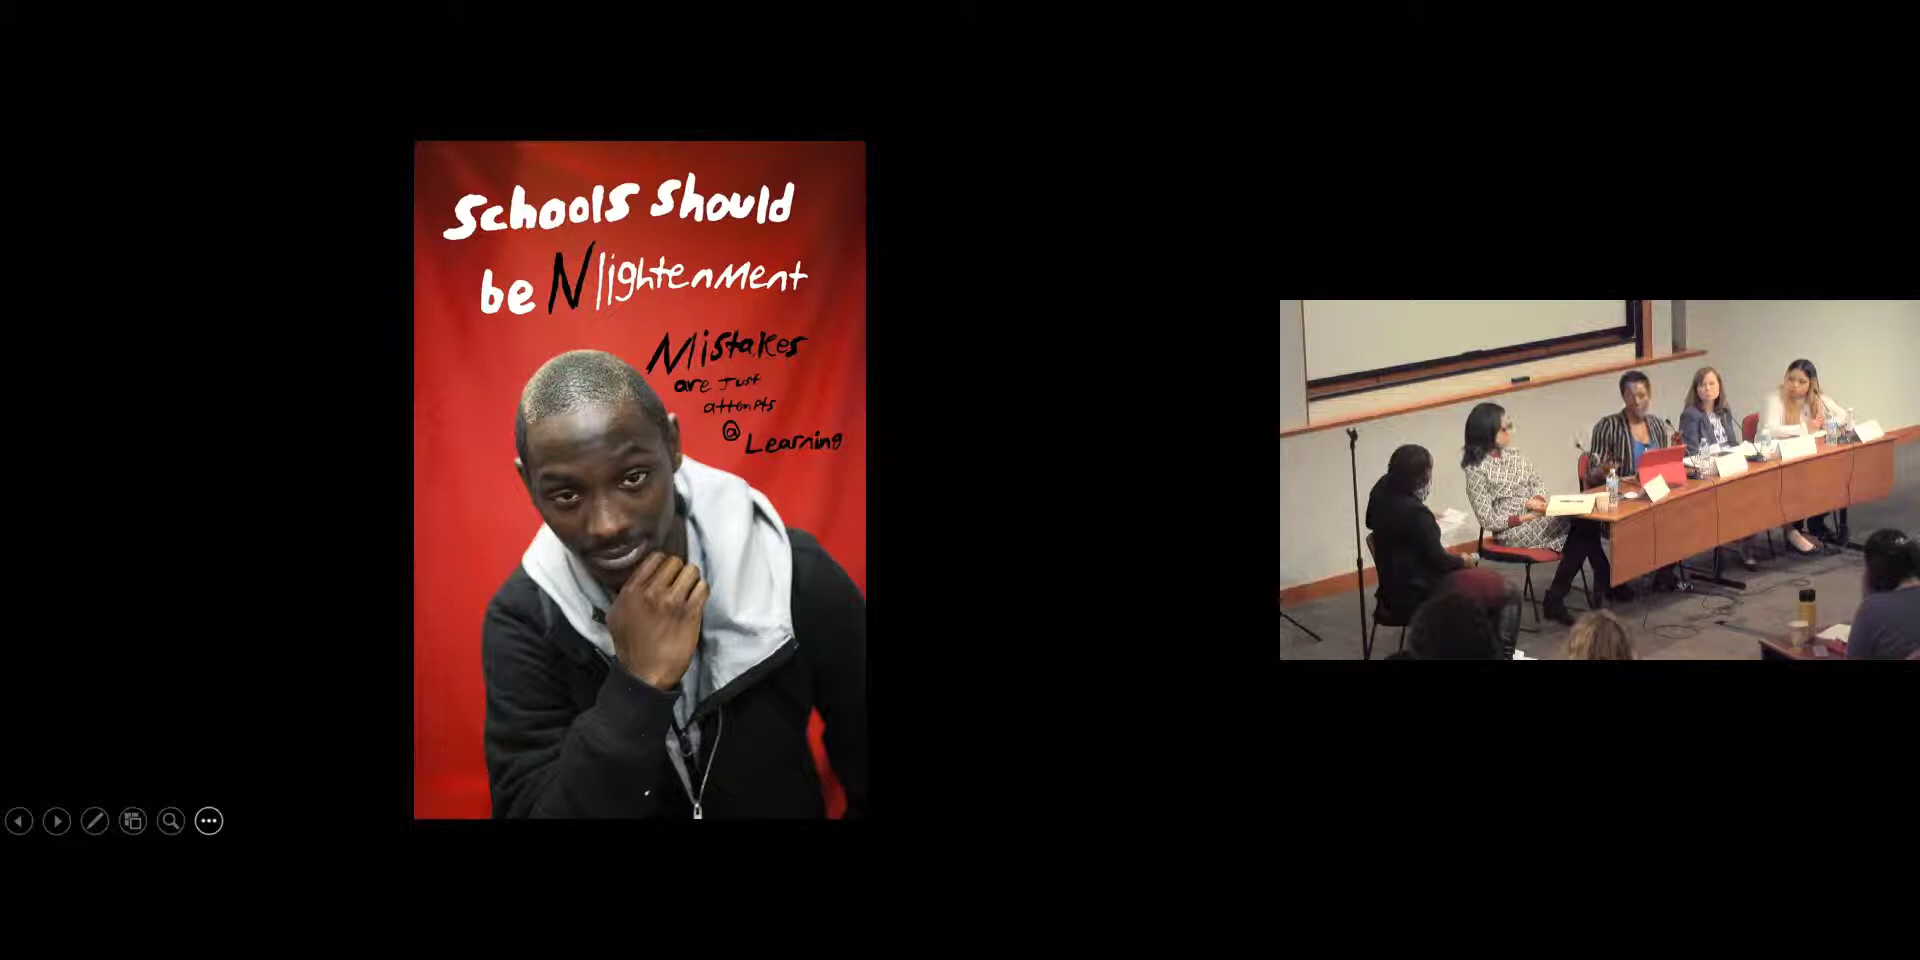 Schools Should
be Nlightenment
Mistakes
are Just
attempts
@ Learning